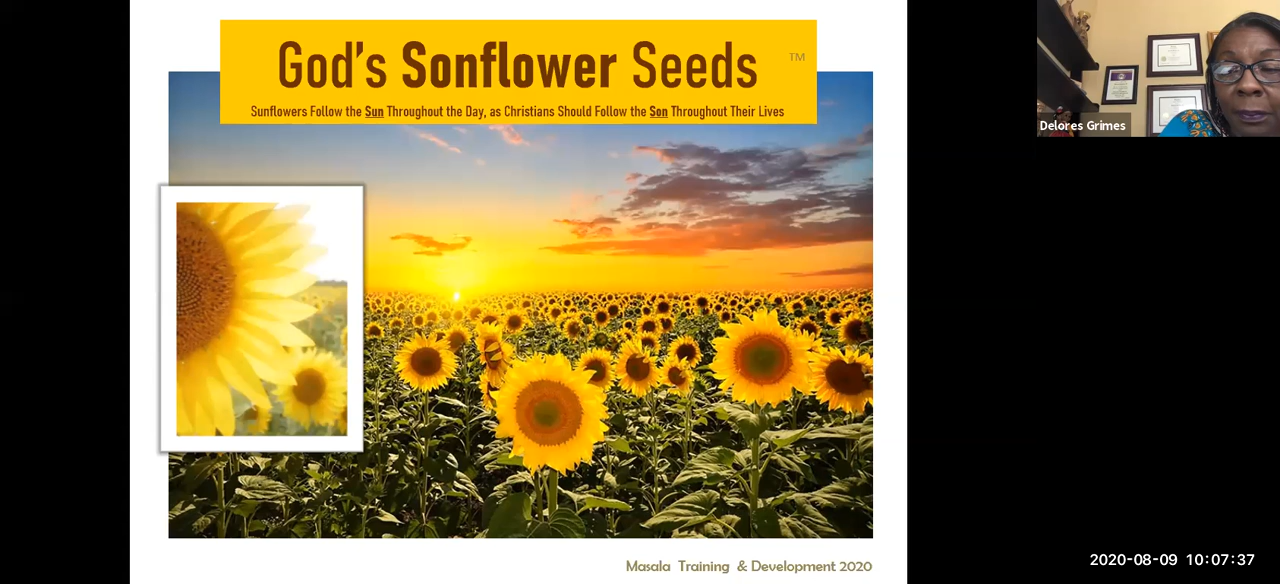 God's Sonflower Seeds ™
Sunflowers Follow the Sun Throughout the Day, as Christians Should Follow the Son Throughout Their Lives
Delores Grimes
Masala Training & Development 2020
2020-08-09 10:07:37